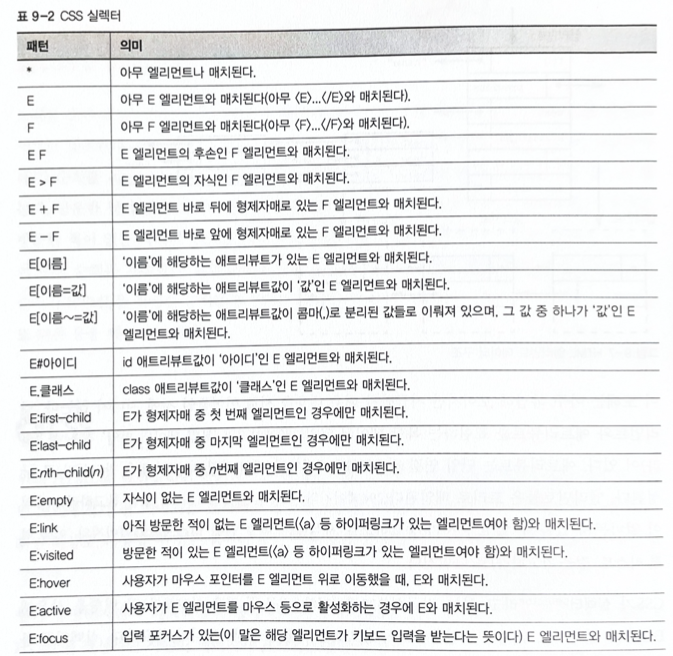 표 9-2 CSS 실렉터
패턴 의미
* 아무 엘리먼트나 매치된다.
E 아무 E 엘리먼트와 매치된다(아무 〈E〉...〈/E〉와 매치된다).
F 아무 F 엘리먼트와 매치된다(아무 〈F〉...〈/F〉와 매치된다).
E F E 엘리먼트의 후손인 F 엘리먼트와 매치된다.
E > F E 엘리먼트의 자식인 F 엘리먼트와 매치된다.
E + F E 엘리먼트 바로 뒤에 형제자매로 있는 F 엘리먼트와 매치된다.
E - F E 엘리먼트 바로 앞에 형제자매로 있는 F 엘리먼트와 매치된다.
E[이름] '이름'에 해당하는 애트리뷰트가 있는 E 엘리먼트와 매치된다.
E[이름=값] '이름'에 해당하는 애트리뷰트값이 '값'인 E 엘리먼트와 매치된다.
E[이름~=값] '이름'에 해당하는 애트리뷰트값이 콤마(,)로 분리된 값들로 이뤄져 있으며, 그 값 중 하나가 '값'인 E
엘리먼트와 매치된다.
E#아이디 id 애트리뷰트값이 '아이디'인 E 엘리먼트와 매치된다.
E.클래스 class 애트리뷰트값이 '클래스'인 E 엘리먼트와 매치된다.
E:first-child E가 형제자매 중 첫 번째 엘리먼트인 경우에만 매치된다.
E:last-child E가 형제자매 중 마지막 엘리먼트인 경우에만 매치된다.
E:nth-child(n) E가 형제자매 중 n번째 엘리먼트인 경우에만 매치된다.
E:empty 자식이 없는 E 엘리먼트와 매치된다.
E:link 아직 방문한 적이 없는 E 엘리먼트(〈a〉 등 하이퍼링크가 있는 엘리먼트여야 함)와 매치된다.
E:visited 방문한 적이 있는 E 엘리먼트(〈a〉 등 하이퍼링크가 있는 엘리먼트여야 함)와 매치된다.
E:hover 사용자가 마우스 포인터를 E 엘리먼트 위로 이동했을 때, E와 매치된다.
E:active 사용자가 E 엘리먼트를 마우스 등으로 활성화하는 경우에 E와 매치된다.
E:focus 입력 포커스가 있는(이 말은 해당 엘리먼트가 키보드 입력을 받는다는 뜻이다) E 엘리먼트와 매치된다.